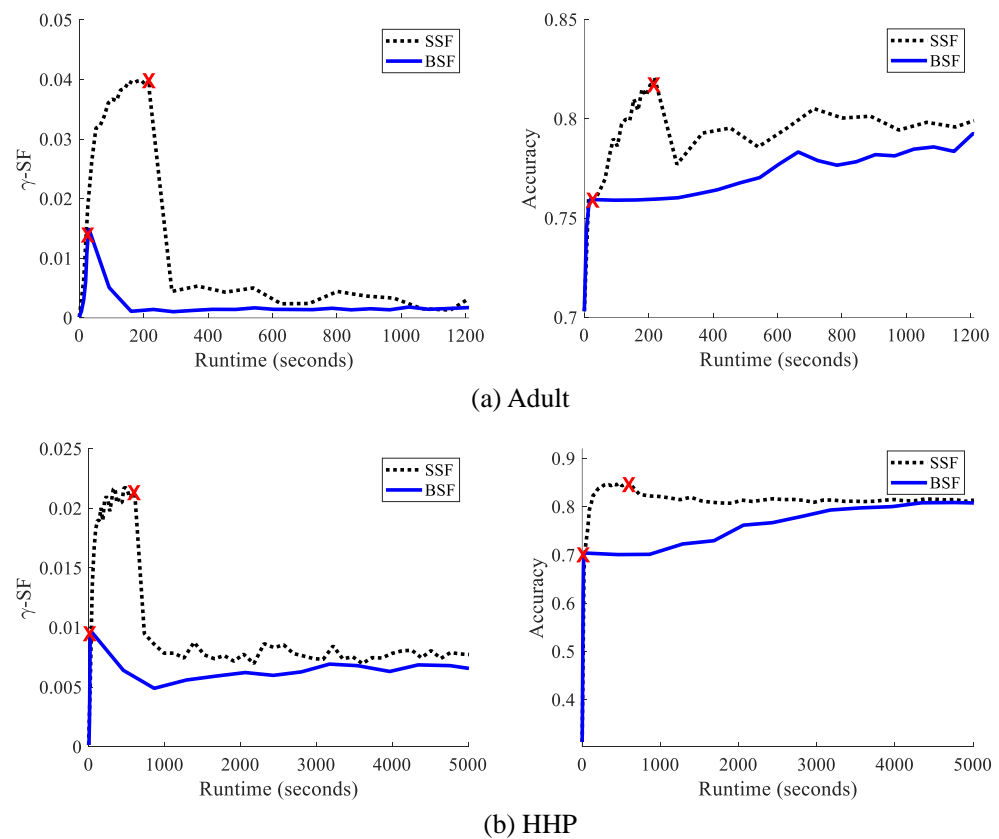 0.05
0.04
0.03
0.02
0.01
0
γ-SF
SSF
BSF
0 200 400 600 800 1000 1200
Runtime (seconds)
0.85
0.8
0.75
0.7
Accuracy
SSF
BSF
0 200 400 600 800 1000 1200
Runtime (seconds)
(a) Adult
0.025
0.02
0.015
0.01
0.005
0
γ-SF
SSF
BSF
0 1000 2000 3000 4000 5000
Runtime (seconds)
0.9
0.8
0.7
0.6
0.5
0.4
Accuracy
SSF
BSF
0 1000 2000 3000 4000 5000
Runtime (seconds)
(b) HHP